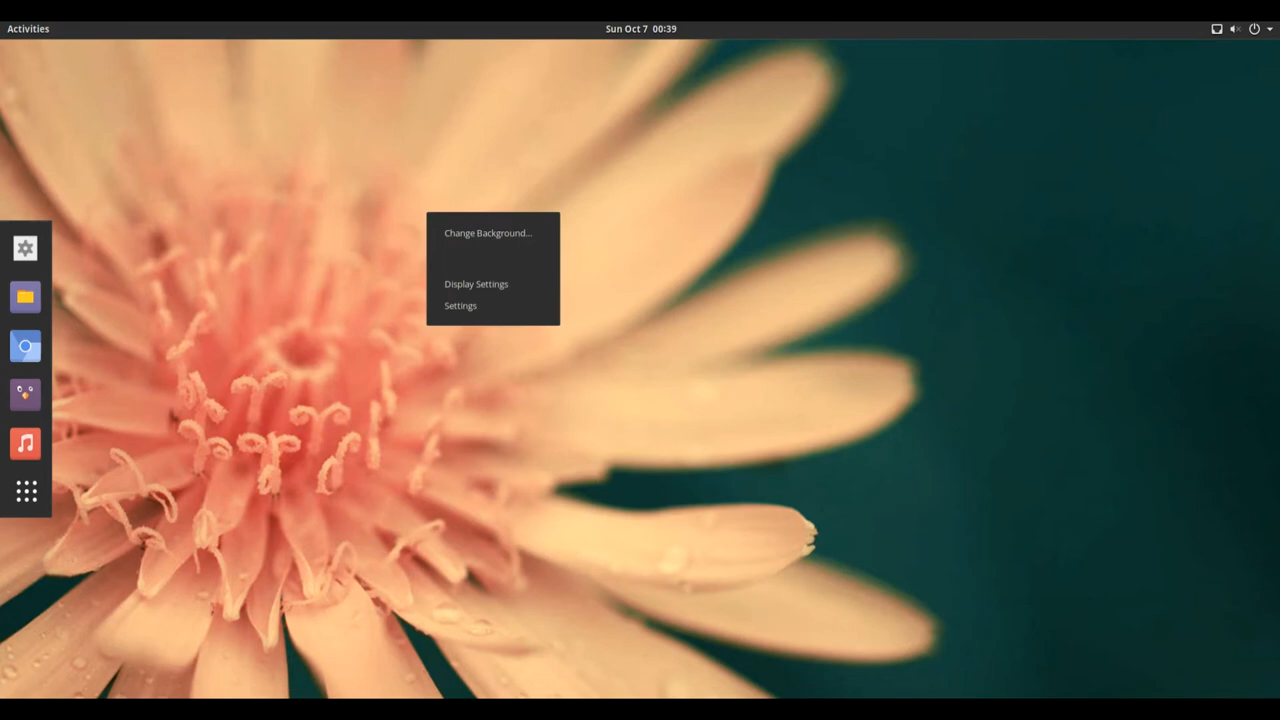 Activities
Sun Oct 7 00:39
Change Background...
Display Settings
Settings